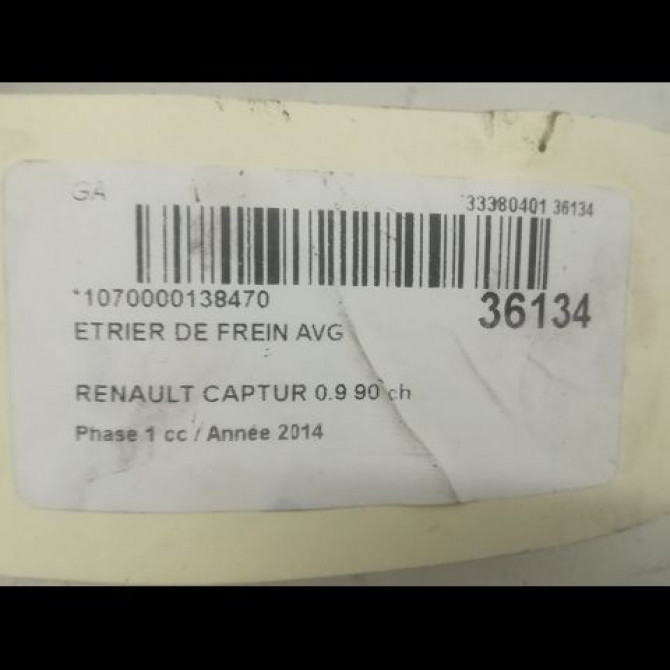 GA
33380401 36134
*1070000138470
36134
ETRIER DE FREIN AVG
RENAULT CAPTUR 0.9 90 ch
Phase 1 cc / Année 2014